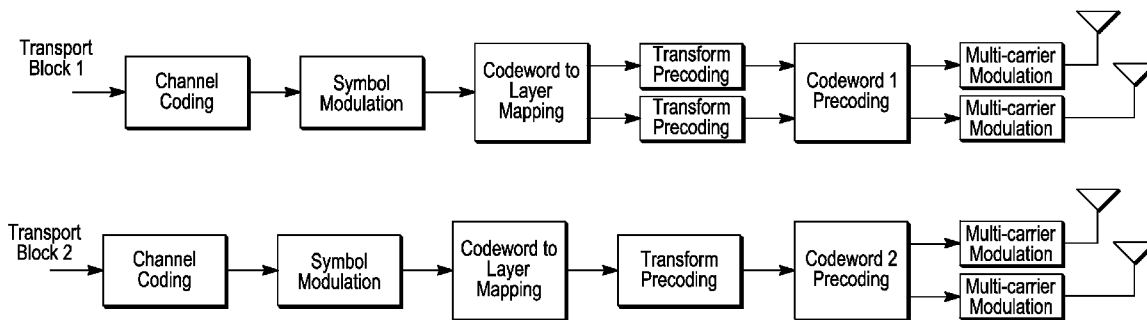 Transport
Block 1
Channel
Coding
Symbol
Modulation
Codeword to
Layer
Mapping
Transform
Precoding
Transform
Precoding
Codeword 1
Precoding
Multi-carrier
Modulation
Multi-carrier
Modulation
Transport
Block 2
Channel
Coding
Symbol
Modulation
Codeword to
Layer
Mapping
Transform
Precoding
Codeword 2
Precoding
Multi-carrier
Modulation
Multi-carrier
Modulation